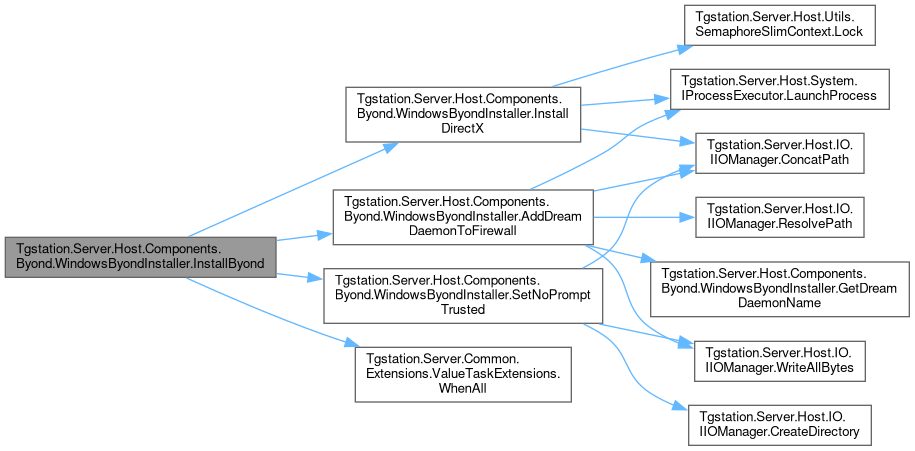 Tgstation.Server.Host.Components.
Byond.WindowsByondInstaller.InstallByond
Tgstation.Server.Host.Components.
Byond.WindowsByondInstaller.Install
DirectX
Tgstation.Server.Host.Utils.
SemaphoreSlimContext.Lock
Tgstation.Server.Host.System.
IProcessExecutor.LaunchProcess
Tgstation.Server.Host.IO.
IIOManager.ConcatPath
Tgstation.Server.Host.Components.
Byond.WindowsByondInstaller.AddDream
DaemonToFirewall
Tgstation.Server.Host.IO.
IIOManager.ResolvePath
Tgstation.Server.Host.Components.
Byond.WindowsByondInstaller.GetDream
DaemonName
Tgstation.Server.Host.IO.
IIOManager.WriteAllBytes
Tgstation.Server.Host.Components.
Byond.WindowsByondInstaller.SetNoPrompt
Trusted
Tgstation.Server.Host.IO.
IIOManager.CreateDirectory
Tgstation.Server.Common.
Extensions.ValueTaskExtensions.
WhenAll